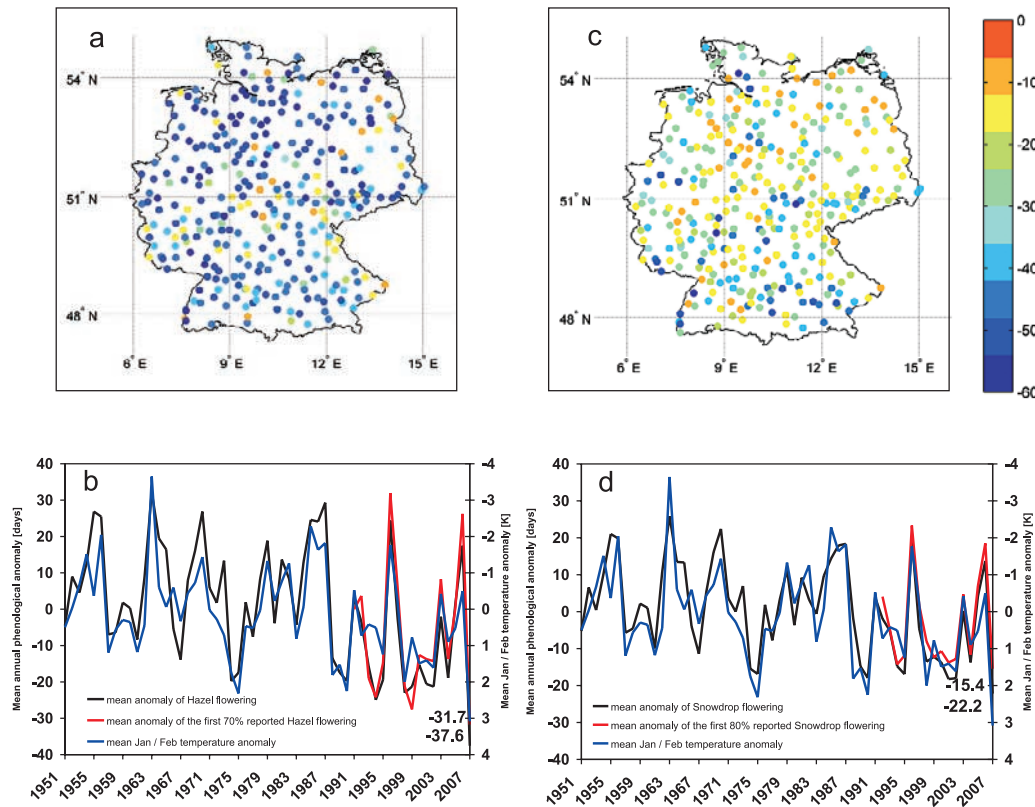 a
54° N
51° N
48° N
6° E
9° E
12° E
15° E
c
54° N
51° N
48° N
6° E
9° E
12° E
15° E
0
-10
-20
-30
-40
-50
-60
b
Mean annual phenological anomaly [days]
40
30
20
10
0
-10
-20
-30
-40
-4
-3
-2
-1
0
1
2
3
4
Mean Jan / Feb temperature anomaly [K]
mean anomaly of Hazel flowering
mean anomaly of the first 70% reported Hazel flowering
mean Jan / Feb temperature anomaly
-31.7
-37.6
1951
1955
1959
1963
1967
1971
1975
1979
1983
1987
1991
1995
1999
2003
2007
d
Mean annual phenological anomaly [days]
40
30
20
10
0
-10
-20
-30
-40
-4
-3
-2
-1
0
1
2
3
4
Mean Jan / Feb temperature anomaly [K]
-15.4
-22.2
mean anomaly of Snowdrop flowering
mean anomaly of the first 80% reported Snowdrop flowering
mean Jan / Feb temperature anomaly
1951
1955
1959
1963
1967
1971
1975
1979
1983
1987
1991
1995
1999
2003
2007